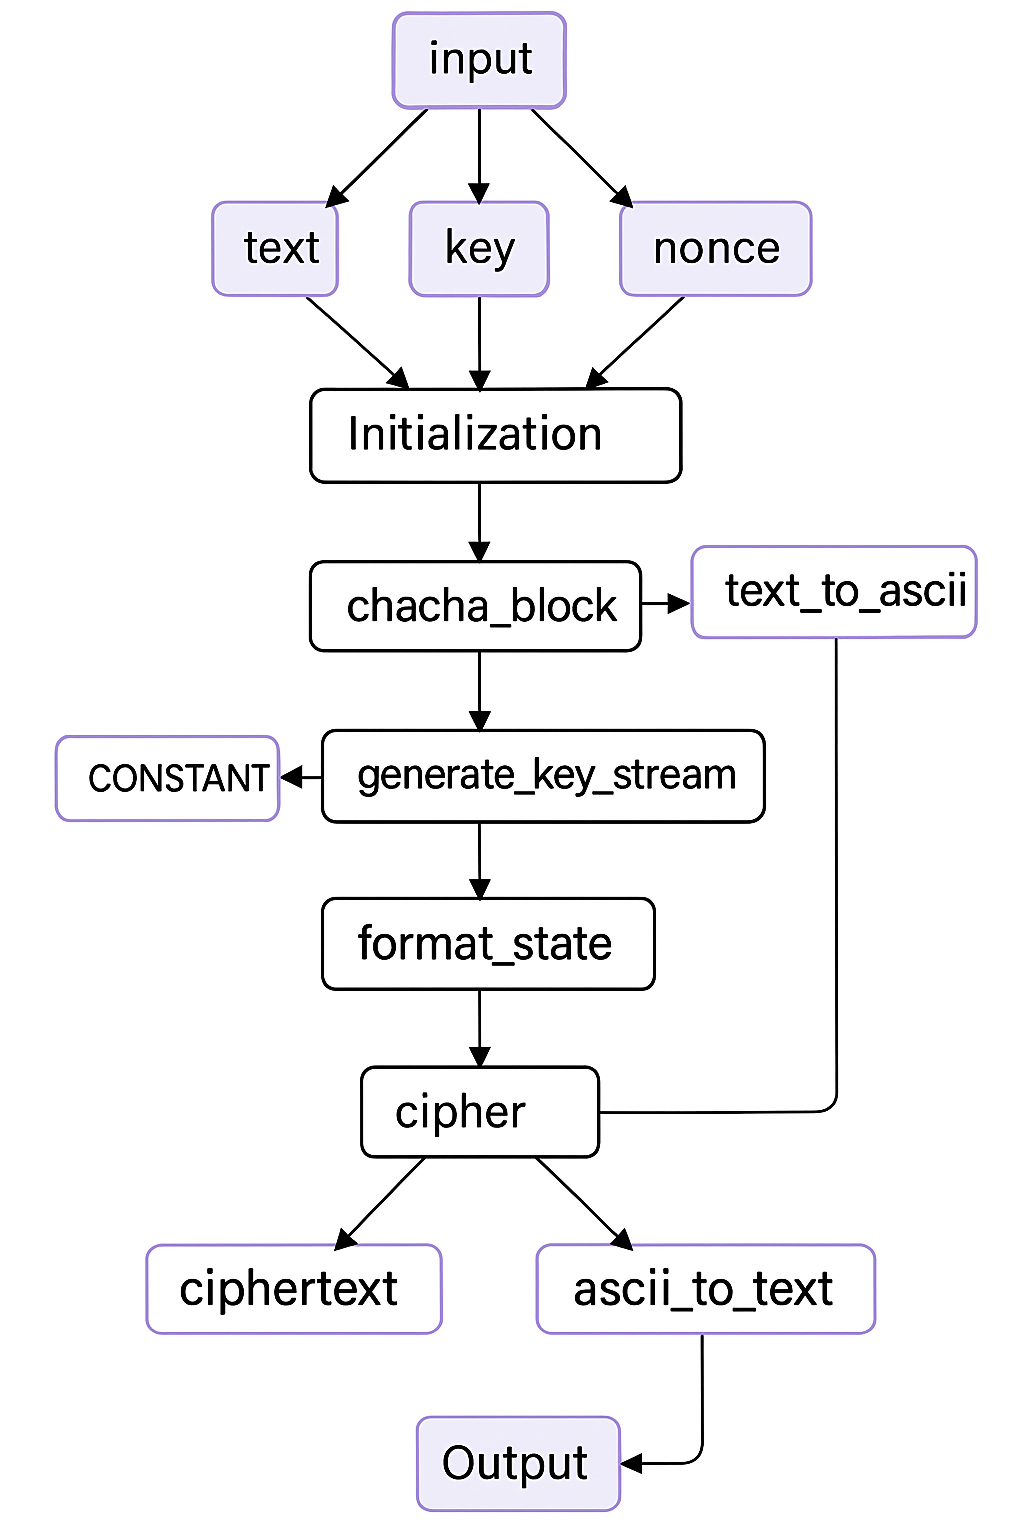 input
text
key
nonce
Initialization
chacha_block
text_to_ascii
CONSTANT
generate_key_stream
format_state
cipher
ciphertext
ascii_to_text
Output